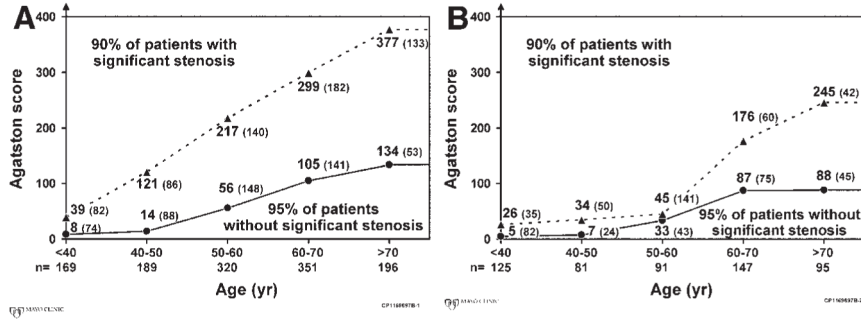 A
400
300
200
100
0
Agatston score
90% of patients with
significant stenosis
377 (133)
299 (182)
217 (140)
121 (86)
39 (82)
134 (53)
105 (141)
56 (148)
14 (88)
8 (74)
95% of patients
without significant stenosis
<40 40-50 50-60 60-70 >70
n= 169 189 320 351 196
Age (yr)
MAYO CLINIC
B
400
300
200
100
0
Agatston score
90% of patients with
significant stenosis
245 (42)
176 (60)
45 (141)
34 (50)
26 (35)
87 (75)
88 (45)
33 (43)
7 (24)
5 (82)
95% of patients without
significant stenosis
<40 40-50 50-60 60-70 >70
n= 125 81 91 147 95
Age (yr)
MAYO CLINIC